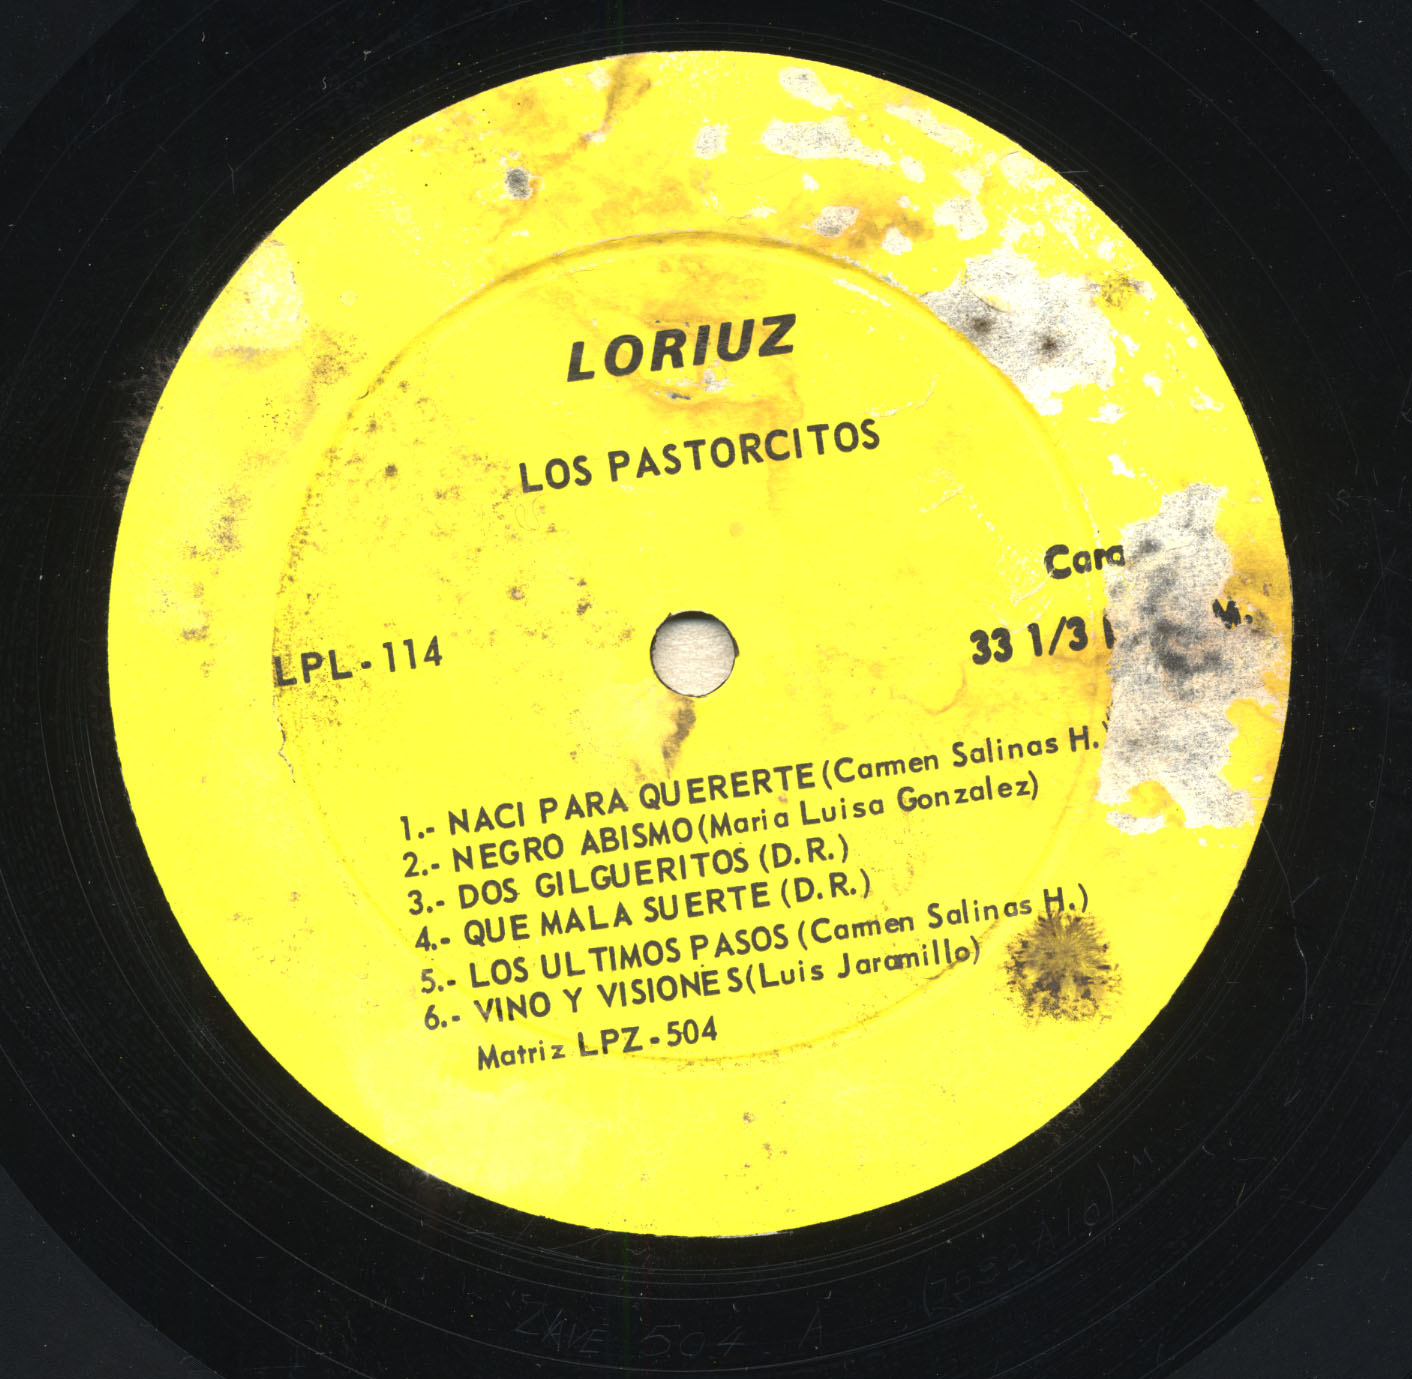 LORIUZ
LOS PASTORCITOS
Cara
LPL-114
33 1/3 M.
1.- NACI PARA QUERERTE (Carmen Salinas H.)
2.- NEGRO ABISMO (Maria Luisa Gonzalez)
3.- DOS GILGUERITOS (D.R.)
4.- QUE MALA SUERTE (D.R.)
5.- LOS ULTIMOS PASOS (Carmen Salinas H.)
6.- VINO Y VISIONES (Luis Jaramillo)
Matriz LPZ-504
504 A